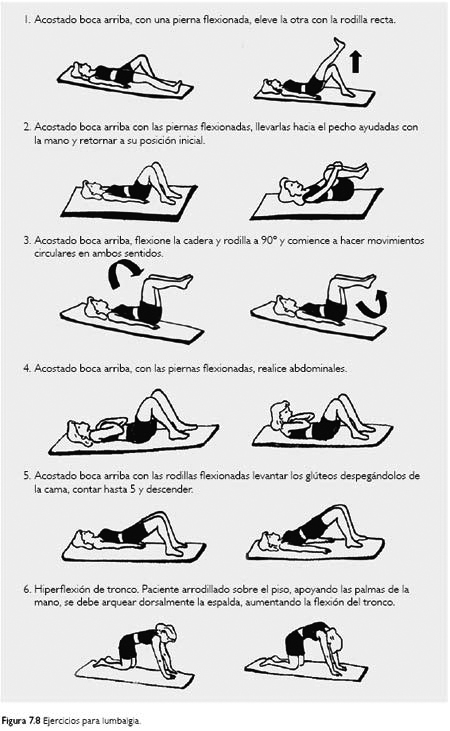 1. Acostado boca arriba, con una pierna flexionada, eleve la otra con la rodilla recta.
2. Acostado boca arriba con las piernas flexionadas, llevarlas hacia el pecho ayudadas con
la mano y retornar a su posición inicial.
3. Acostado boca arriba, flexione la cadera y rodilla a 90° y comience a hacer movimientos
circulares en ambos sentidos.
4. Acostado boca arriba, con las piernas flexionadas, realice abdominales.
5. Acostado boca arriba con las rodillas flexionadas levantar los glúteos despegándolos de
la cama, contar hasta 5 y descender.
6. Hiperflexión de tronco. Paciente arrodillado sobre el piso, apoyando las palmas de la
mano, se debe arquear dorsalmente la espalda, aumentando la flexión del tronco.
Figura 7.8 Ejercicios para lumbalgia.